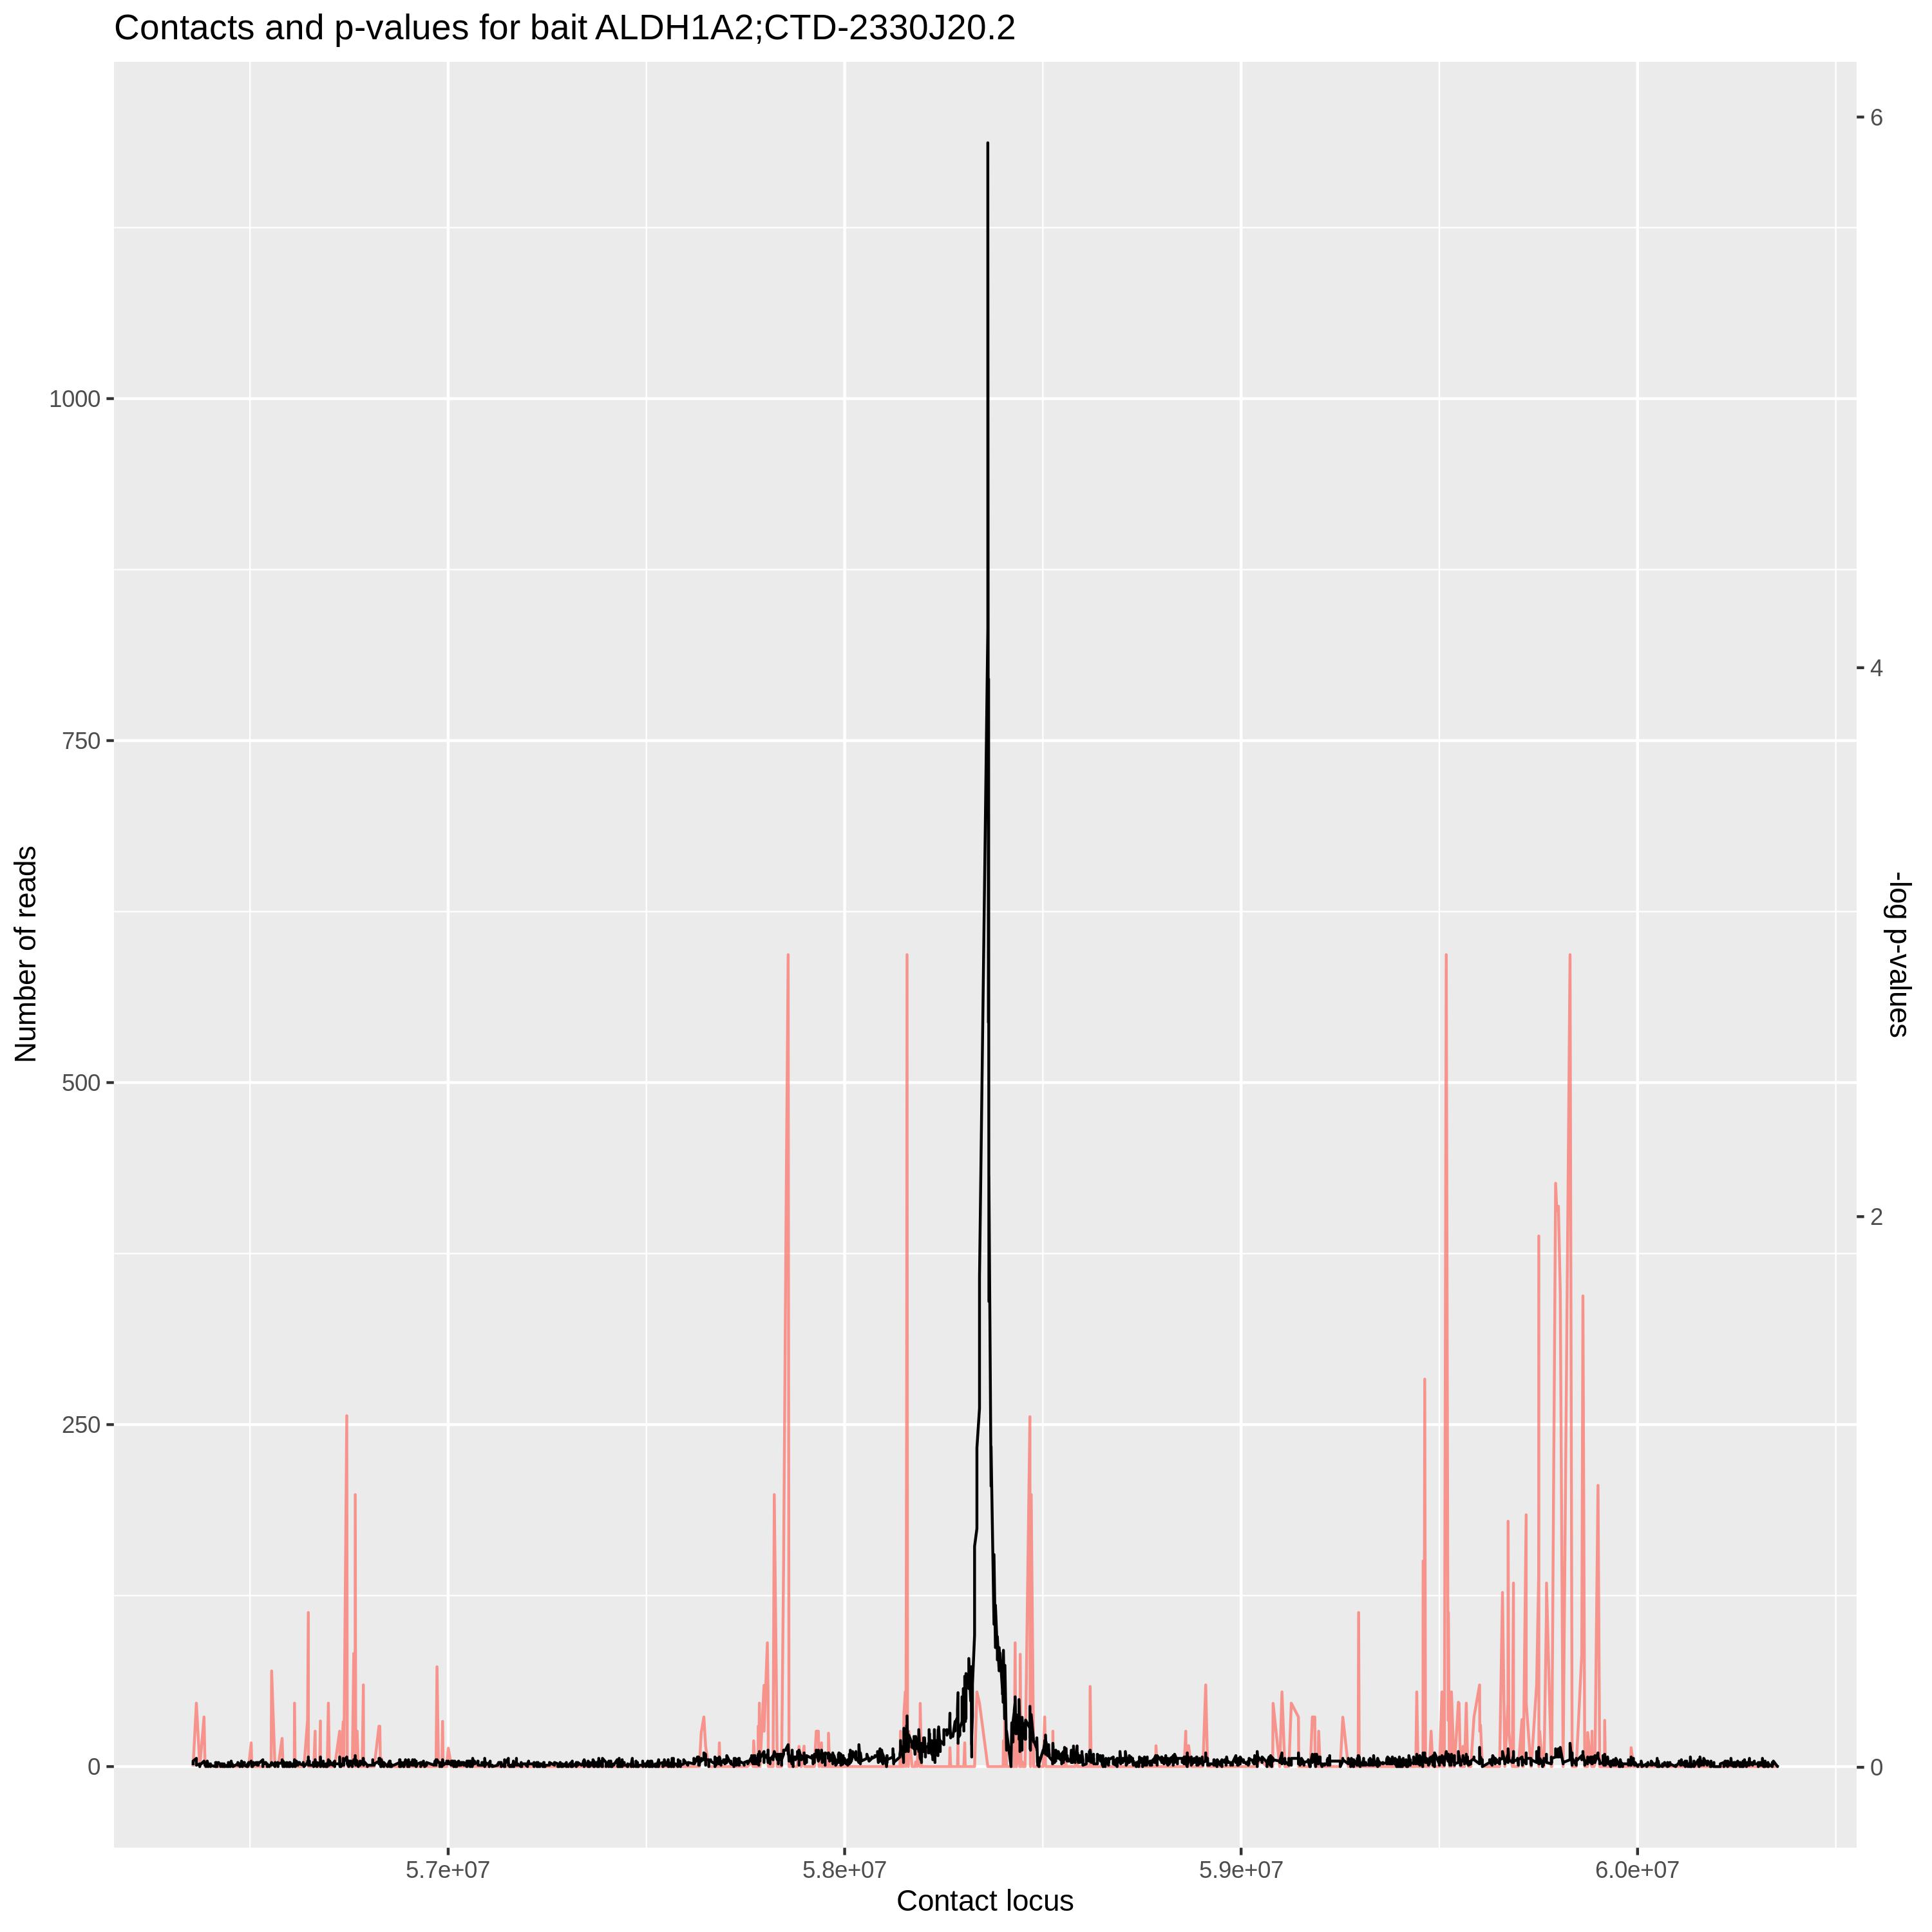 Contacts and p-values for bait ALDH1A2;CTD-2330J20.2
6
1000
4
750
Number of reads
-log p-values
500
2
250
0
0
5.7e+07
5.8e+07
5.9e+07
6.0e+07
Contact locus